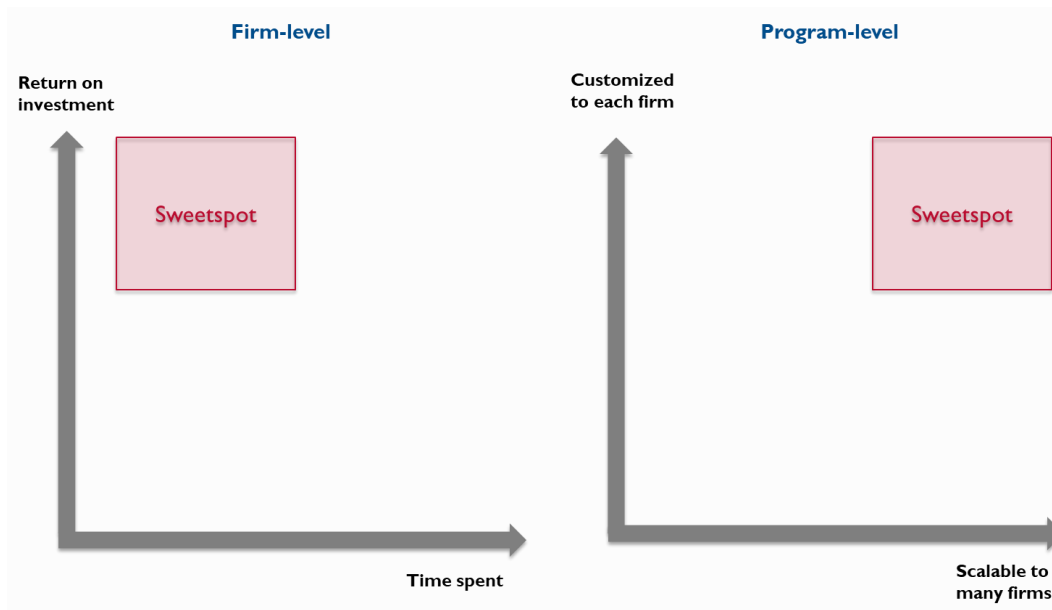 Firm-level
Return on
investment
Sweetspot
Time spent
Program-level
Customized
to each firm
Sweetspot
Scalable to
many firms